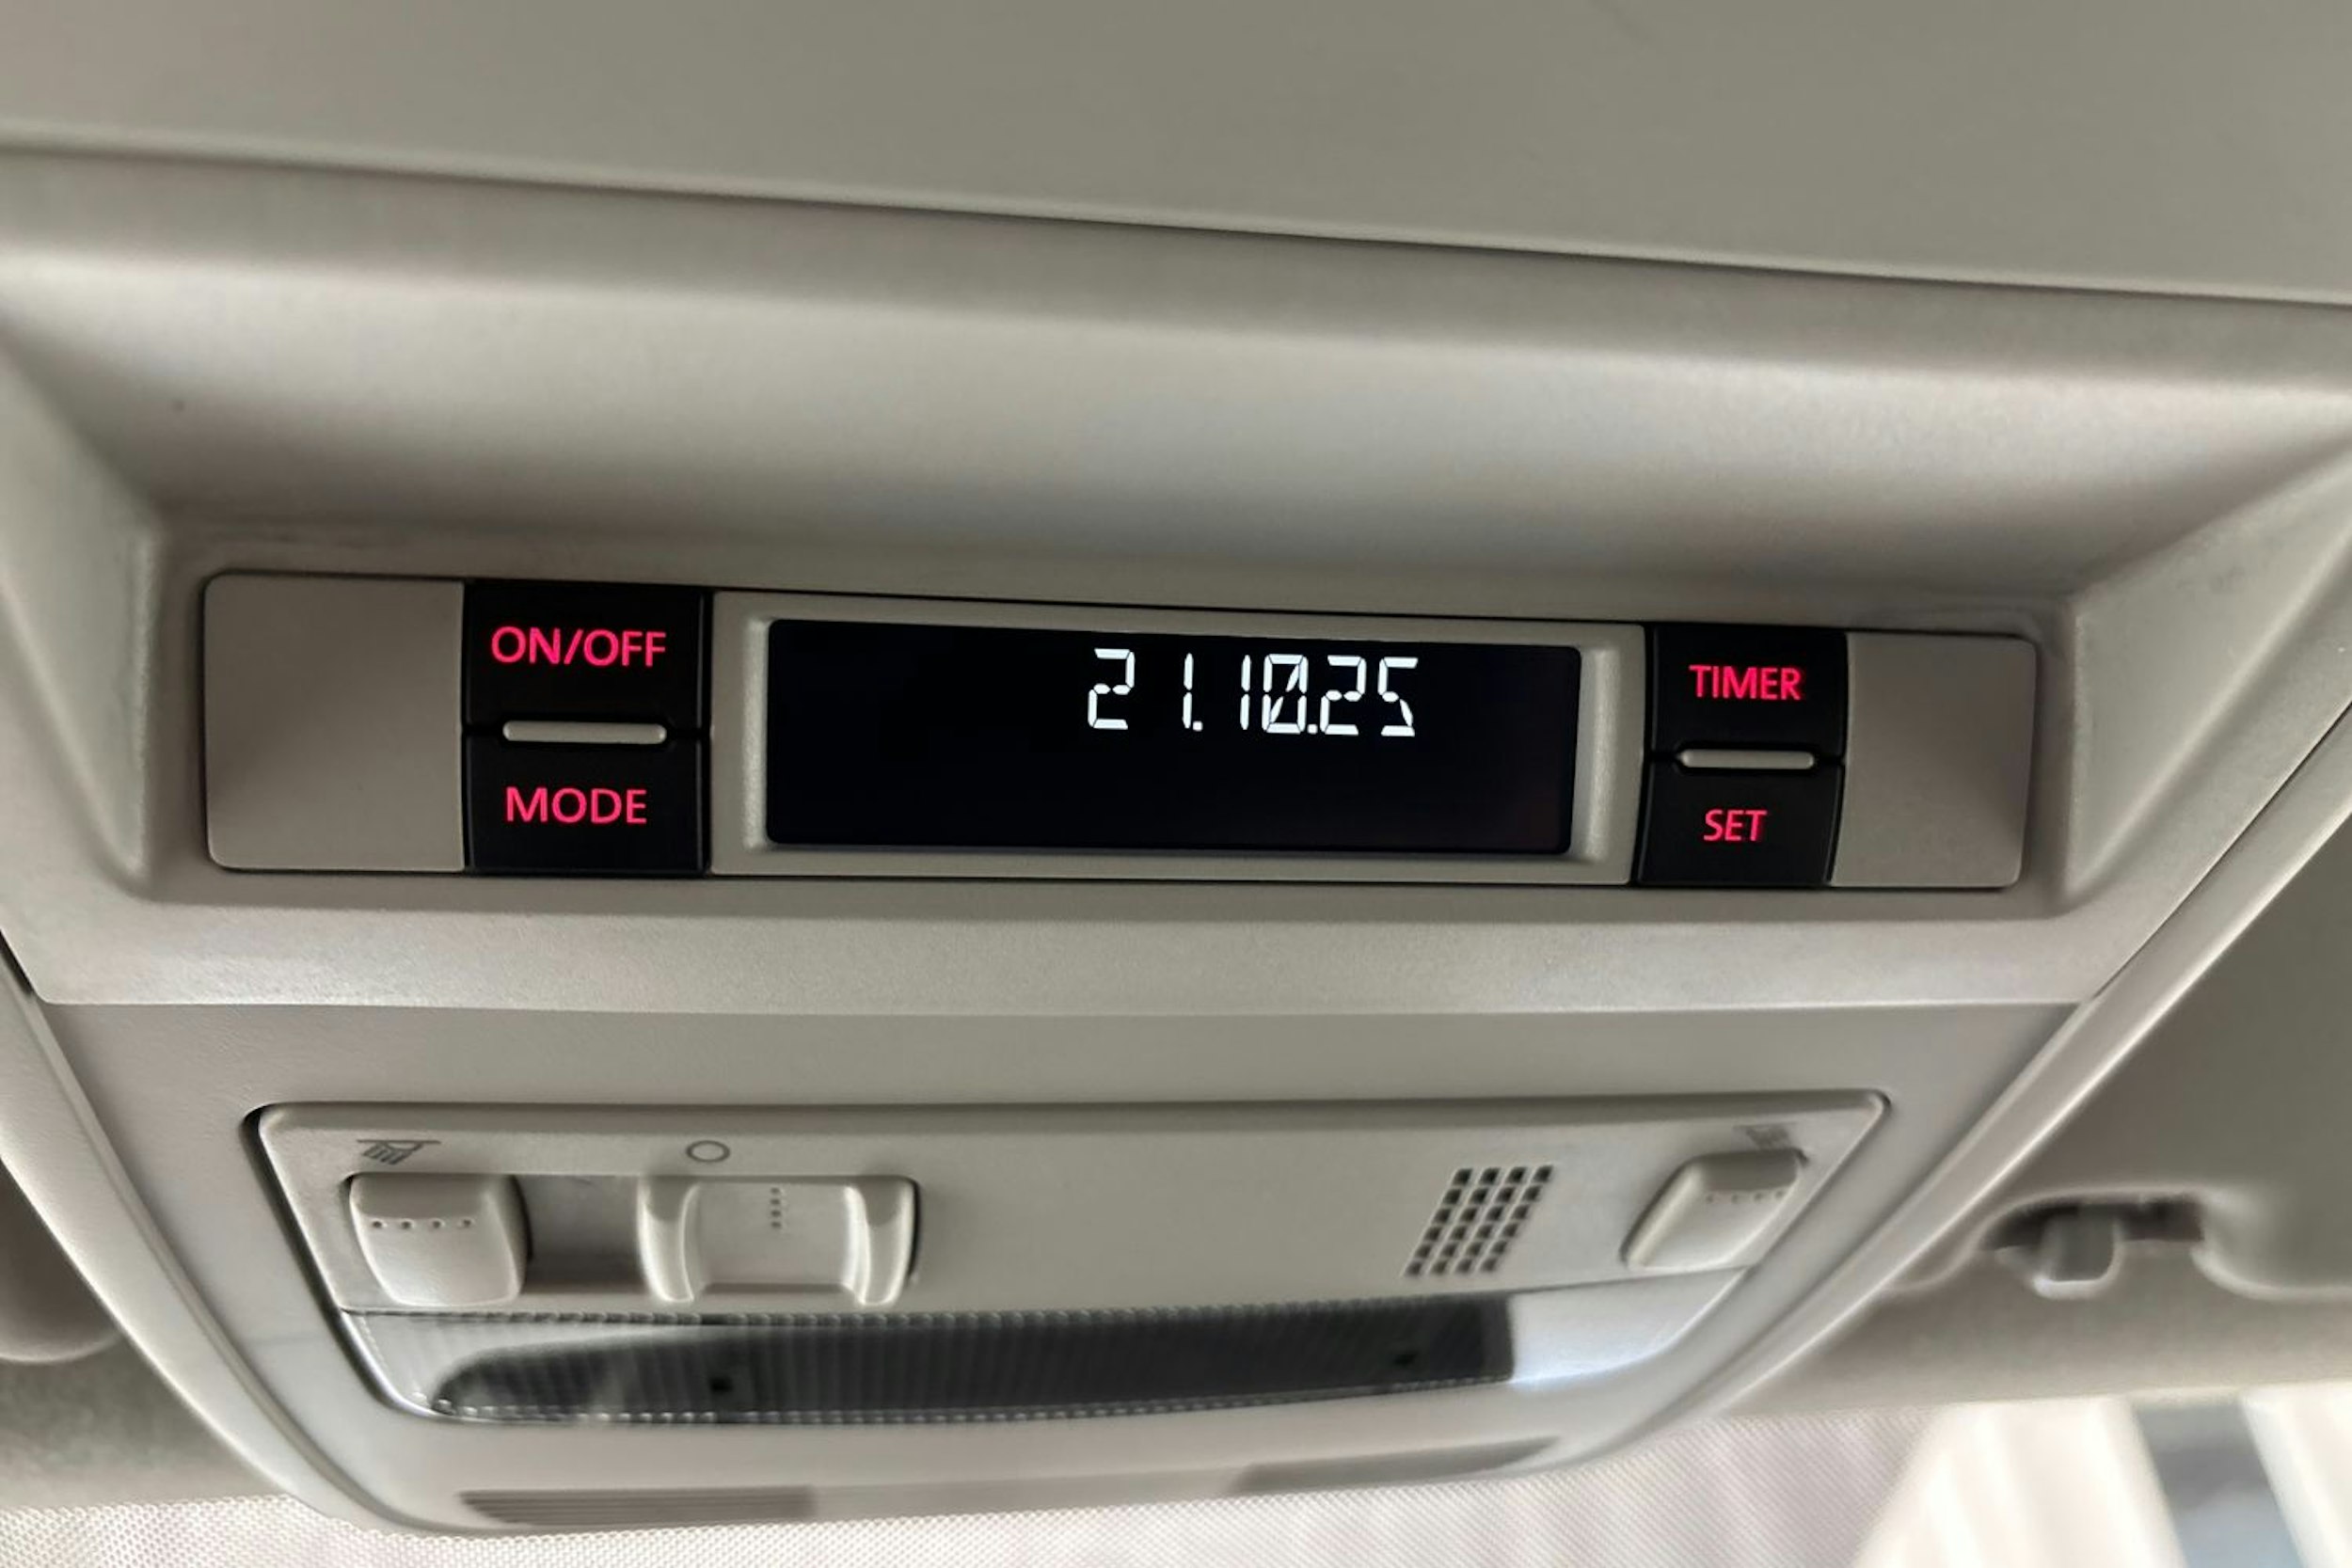 ON/OFF
MODE
21.10.25
TIMER
SET